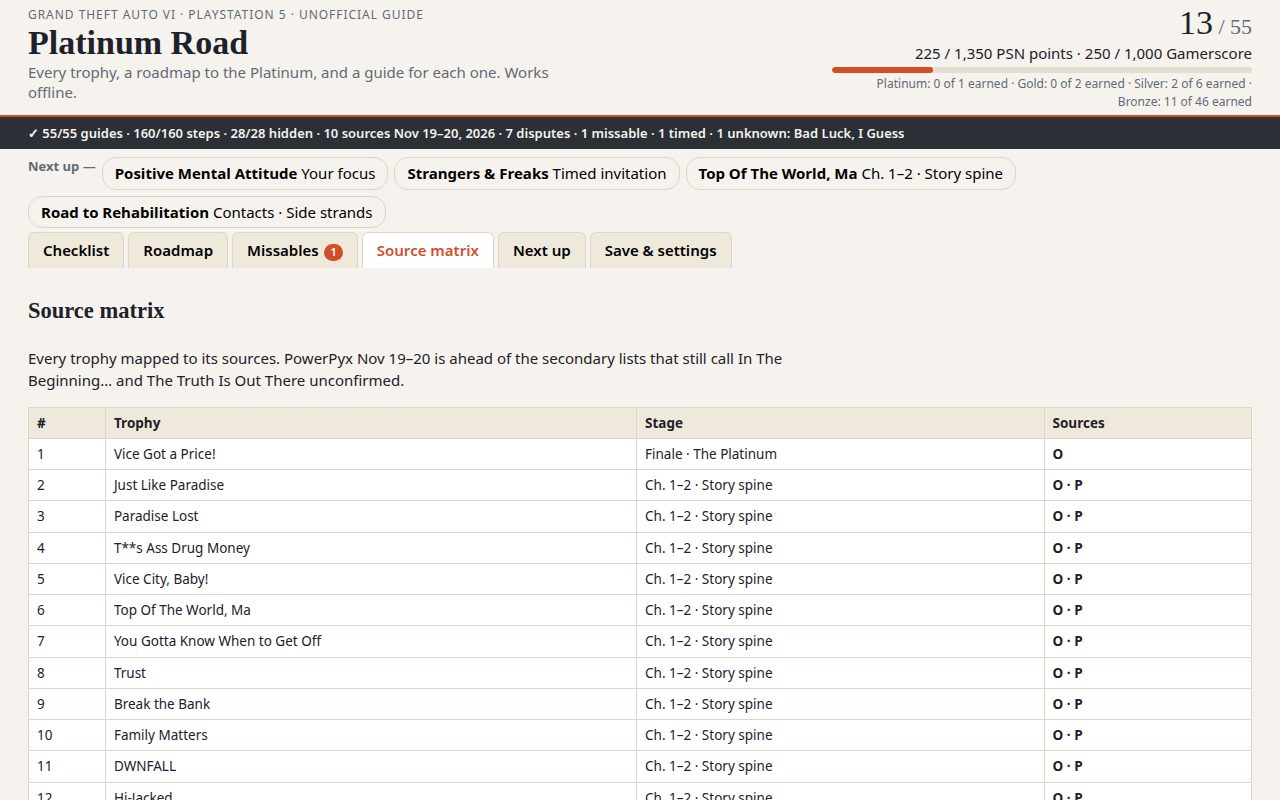 GRAND THEFT AUTO VI · PLAYSTATION 5 · UNOFFICIAL GUIDE
Platinum Road
Every trophy, a roadmap to the Platinum, and a guide for each one. Works
offline.
13 / 55
225 / 1,350 PSN points · 250 / 1,000 Gamerscore
Platinum: 0 of 1 earned · Gold: 0 of 2 earned · Silver: 2 of 6 earned ·
Bronze: 11 of 46 earned
✓ 55/55 guides · 160/160 steps · 28/28 hidden · 10 sources Nov 19–20, 2026 · 7 disputes · 1 missable · 1 timed · 1 unknown: Bad Luck, I Guess
Next up — Positive Mental Attitude Your focus Strangers & Freaks Timed invitation Top Of The World, Ma Ch. 1–2 · Story spine
Road to Rehabilitation Contacts · Side strands
Checklist Roadmap Missables 1 Source matrix Next up Save & settings
Source matrix
Every trophy mapped to its sources. PowerPyx Nov 19–20 is ahead of the secondary lists that still call In The
Beginning... and The Truth Is Out There unconfirmed.
# Trophy Stage Sources
1 Vice Got a Price! Finale · The Platinum O
2 Just Like Paradise Ch. 1–2 · Story spine O · P
3 Paradise Lost Ch. 1–2 · Story spine O · P
4 T**s Ass Drug Money Ch. 1–2 · Story spine O · P
5 Vice City, Baby! Ch. 1–2 · Story spine O · P
6 Top Of The World, Ma Ch. 1–2 · Story spine O · P
7 You Gotta Know When to Get Off Ch. 1–2 · Story spine O · P
8 Trust Ch. 1–2 · Story spine O · P
9 Break the Bank Ch. 1–2 · Story spine O · P
10 Family Matters Ch. 1–2 · Story spine O · P
11 DWNFALL Ch. 1–2 · Story spine O · P
12 Hi-Jacked Ch. 1–2 · Story spine O · P